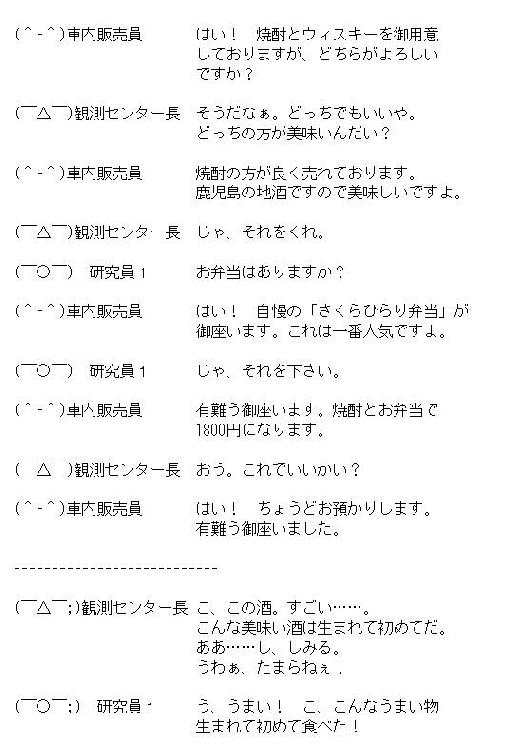 (＾-＾)車内販売員　はい！　焼酎とウィスキーを御用意
しておりますが、どちらがよろしい
ですか？
(￣△￣)観測センター長　そうだなぁ。どっちでもいいや。
どっちの方が美味いんだい？
(＾-＾)車内販売員　焼酎の方が良く売れております。
鹿児島の地酒ですので美味しいですよ。
(￣△￣)観測センター長　じゃ、それをくれ。
(￣○￣)　研究員1　お弁当はありますか？
(＾-＾)車内販売員　はい！　自慢の「さくらひらり弁当」が
御座います。これは一番人気ですよ。
(￣○￣)　研究員1　じゃ、それを下さい。
(＾-＾)車内販売員　有難う御座います。焼酎とお弁当で
1800円になります。
(　△　)観測センター長　おう。これでいいかい？
(＾-＾)車内販売員　はい！　ちょうどお預かりします。
有難う御座いました。
---------------------------
(￣△￣;)観測センター長　こ、この酒。すごい……。
こんな美味い酒は生まれて初めてだ。
ああ……し、しみる。
うわぁ、たまらねぇ．
(￣○￣;)　研究員1　う、うまい！　こ、こんなうまい物
生まれて初めて食べた！